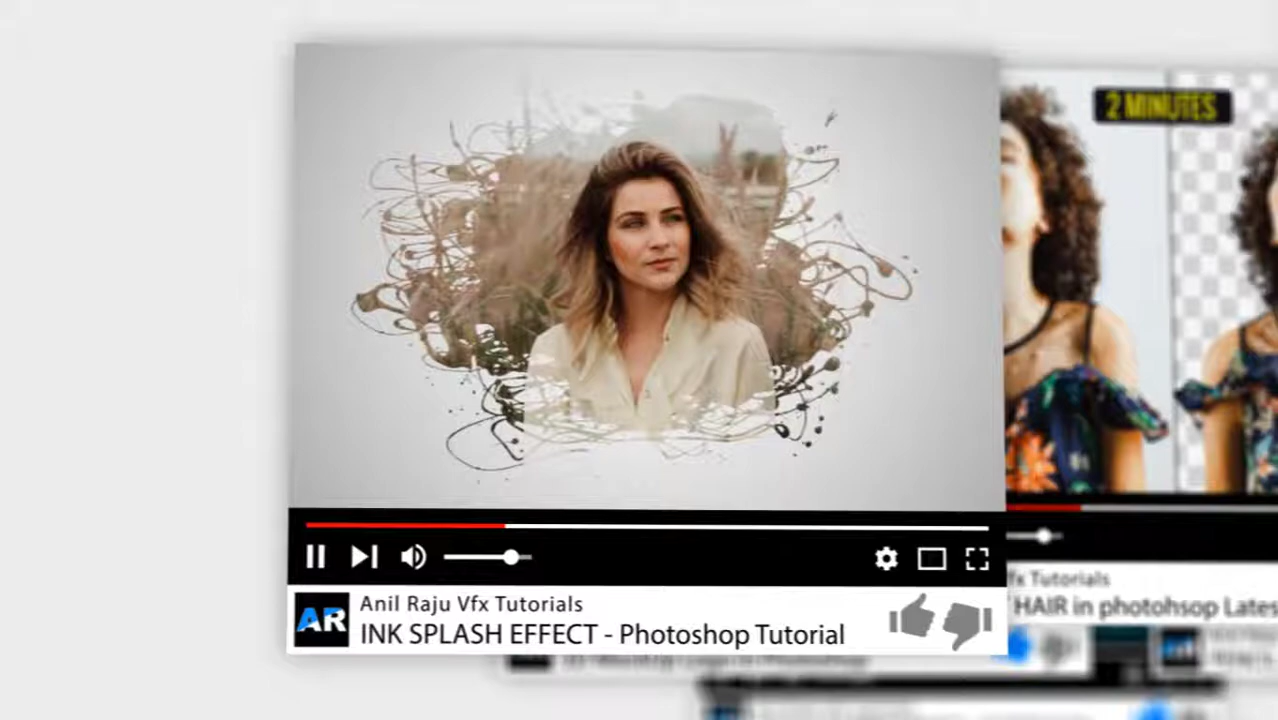 2 MINUTES
Anil Raju Vfx Tutorials
INK SPLASH EFFECT - Photoshop Tutorial
AR
fx Tutorials
HAIR in photohsop Lates